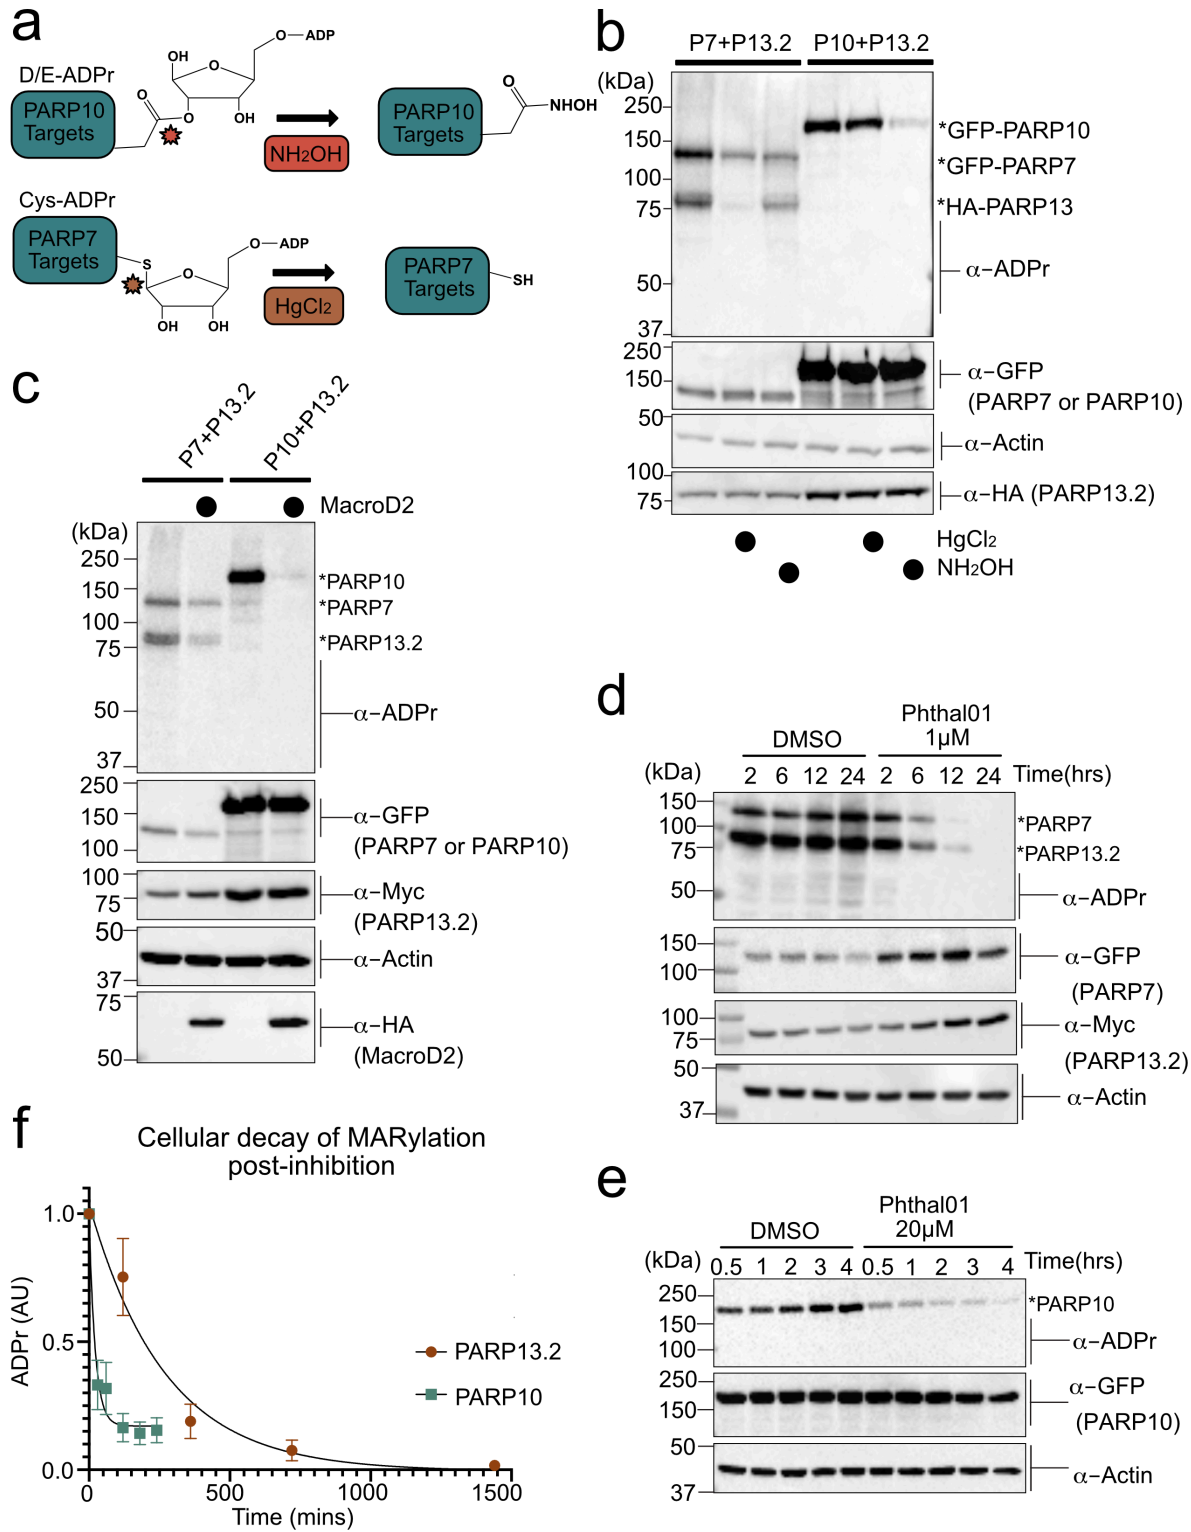 a
D/E-ADPr
PARP10
Targets
O
O
OH
O
OH
O—ADP
NH2OH
PARP10
Targets
O
NHOH
Cys-ADPr
PARP7
Targets
S
O
O—ADP
OH
OH
HgCl2
PARP7
Targets
SH
b
P7+P13.2
P10+P13.2
(kDa)
250
150
100
75
50
37
*GFP-PARP10
*GFP-PARP7
*HA-PARP13
α-ADPr
250
150
α-GFP
(PARP7 or PARP10)
50
α-Actin
100
75
α-HA (PARP13.2)
HgCl2
NH2OH
c
P7+P13.2
P10+P13.2
MacroD2
(kDa)
250
150
100
75
50
37
*PARP10
*PARP7
*PARP13.2
α-ADPr
250
150
100
α-GFP
(PARP7 or PARP10)
100
75
α-Myc
(PARP13.2)
50
37
α-Actin
75
50
α-HA
(MacroD2)
d
DMSO
Phthal01
1µM
(kDa)
2 6 12 24 2 6 12 24 Time(hrs)
150
100
75
50
*PARP7
*PARP13.2
α-ADPr
150
100
α-GFP
(PARP7)
100
75
α-Myc
(PARP13.2)
50
37
α-Actin
e
DMSO
Phthal01
20µM
(kDa)
0.5 1 2 3 4 0.5 1 2 3 4 Time(hrs)
250
150
100
*PARP10
α-ADPr
250
150
α-GFP
(PARP10)
50
37
α-Actin
f
Cellular decay of MARylation
post-inhibition
ADPr (AU)
1.0
0.5
0.0
0 500 1000 1500
Time (mins)
PARP13.2
PARP10